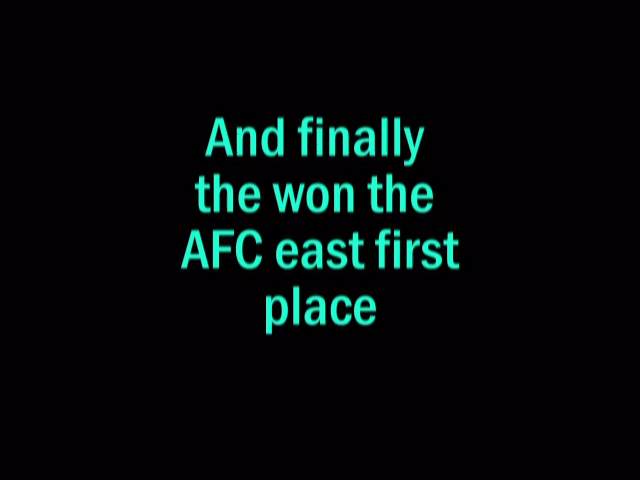 And finally
the won the
AFC east first
place